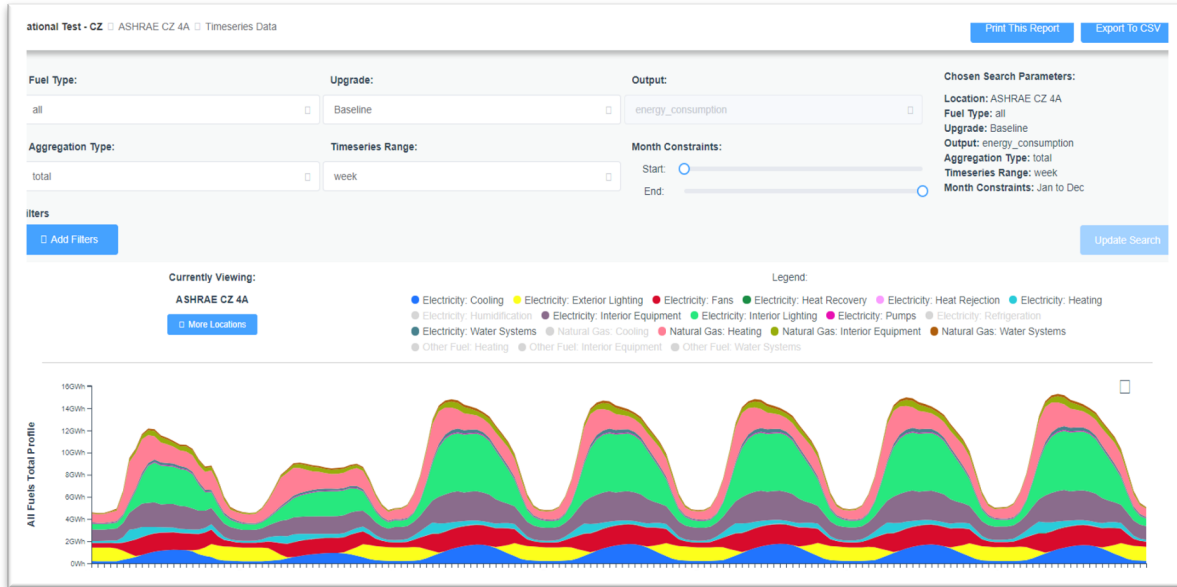 ational Test - CZ ASHRAE CZ 4A Timeseries Data
Print This Report Export To CSV
Fuel Type: Upgrade: Output:
all Baseline energy_consumption
Aggregation Type: Timeseries Range: Month Constraints:
total week Start:
End:
Chosen Search Parameters:
Location: ASHRAE CZ 4A
Fuel Type: all
Upgrade: Baseline
Output: energy_consumption
Aggregation Type: total
Timeseries Range: week
Month Constraints: Jan to Dec
ilters
Add Filters Update Search
Currently Viewing:
ASHRAE CZ 4A
More Locations
Legend:
Electricity: Cooling Electricity: Exterior Lighting Electricity: Fans Electricity: Heat Recovery Electricity: Heat Rejection Electricity: Heating
Electricity: Humidification Electricity: Interior Equipment Electricity: Interior Lighting Electricity: Pumps Electricity: Refrigeration
Electricity: Water Systems Natural Gas: Cooling Natural Gas: Heating Natural Gas: Interior Equipment Natural Gas: Water Systems
Other Fuel: Heating Other Fuel: Interior Equipment Other Fuel: Water Systems
All Fuels Total Profile
16GWh
14GWh
12GWh
10GWh
8GWh
6GWh
4GWh
2GWh
0Wh